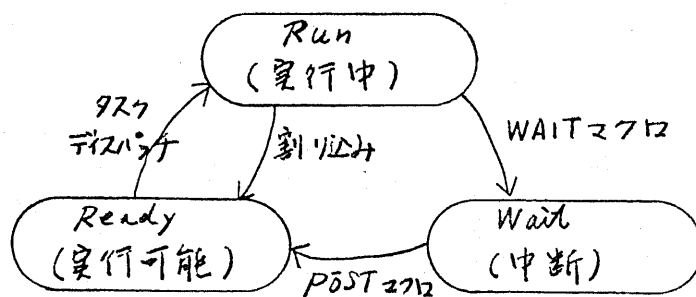 Run
(実行中)
タスク
ディスパッチ
割り込み
WAITマクロ
Ready
(実行可能)
Wait
(中断)
POSTマクロ